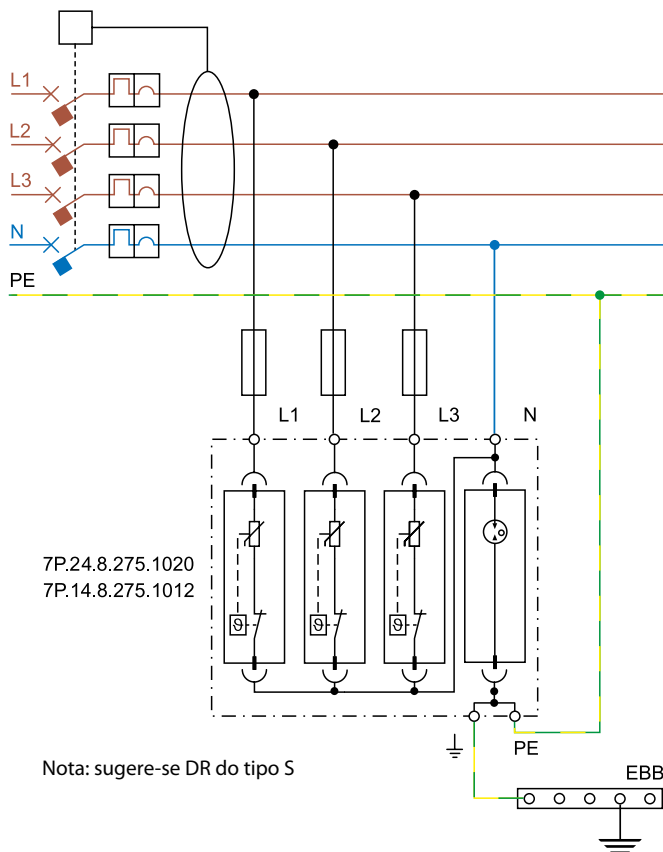 L1
L2
L3
N
PE
L1
L2
L3
N
7P.24.8.275.1020
7P.14.8.275.1012
ϑ
ϑ
ϑ
PE
Nota: sugere-se DR do tipo S
EBB